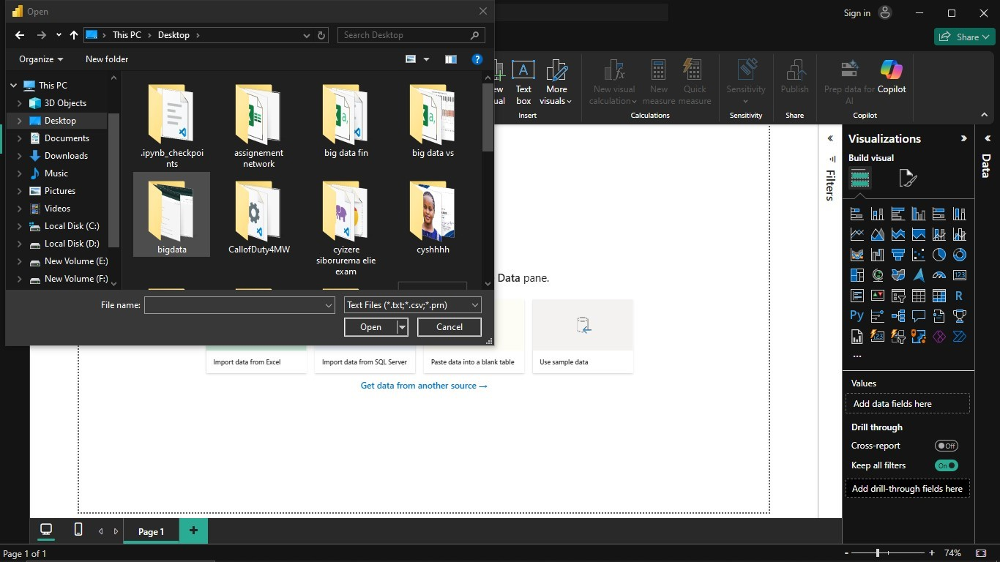 Open
Sign in
This PC
Desktop
Search Desktop
Share
Organize
New folder
This PC
3D Objects
Desktop
Documents
Downloads
Music
Pictures
Videos
Local Disk (C:)
Local Disk (D:)
New Volume (E:)
New Volume (F:)
.ipynb_checkpoi
nts
assignement
network
big data fin
big data vs
bigdata
CallofDuty4MW
cyizere
siborurema elie
exam
cyshhhh
File name:
Text Files (*.txt;*.csv;*.prn)
Open
Cancel
ew
ual
Text
box
More
visuals
Insert
New visual
calculation
New
measure
Quick
measure
Calculations
Sensitivity
Sensitivity
Publish
Share
Prep data for
AI
Copilot
Copilot
Data pane.
Import data from Excel
Import data from SQL Server
Paste data into a blank table
Use sample data
Get data from another source →
Filters
Visualizations
Build visual
Data
123
R
Py
123
...
Values
Add data fields here
Drill through
Cross-report
Off
Keep all filters
On
Add drill-through fields here
Page 1
+
Page 1 of 1
- + 74%